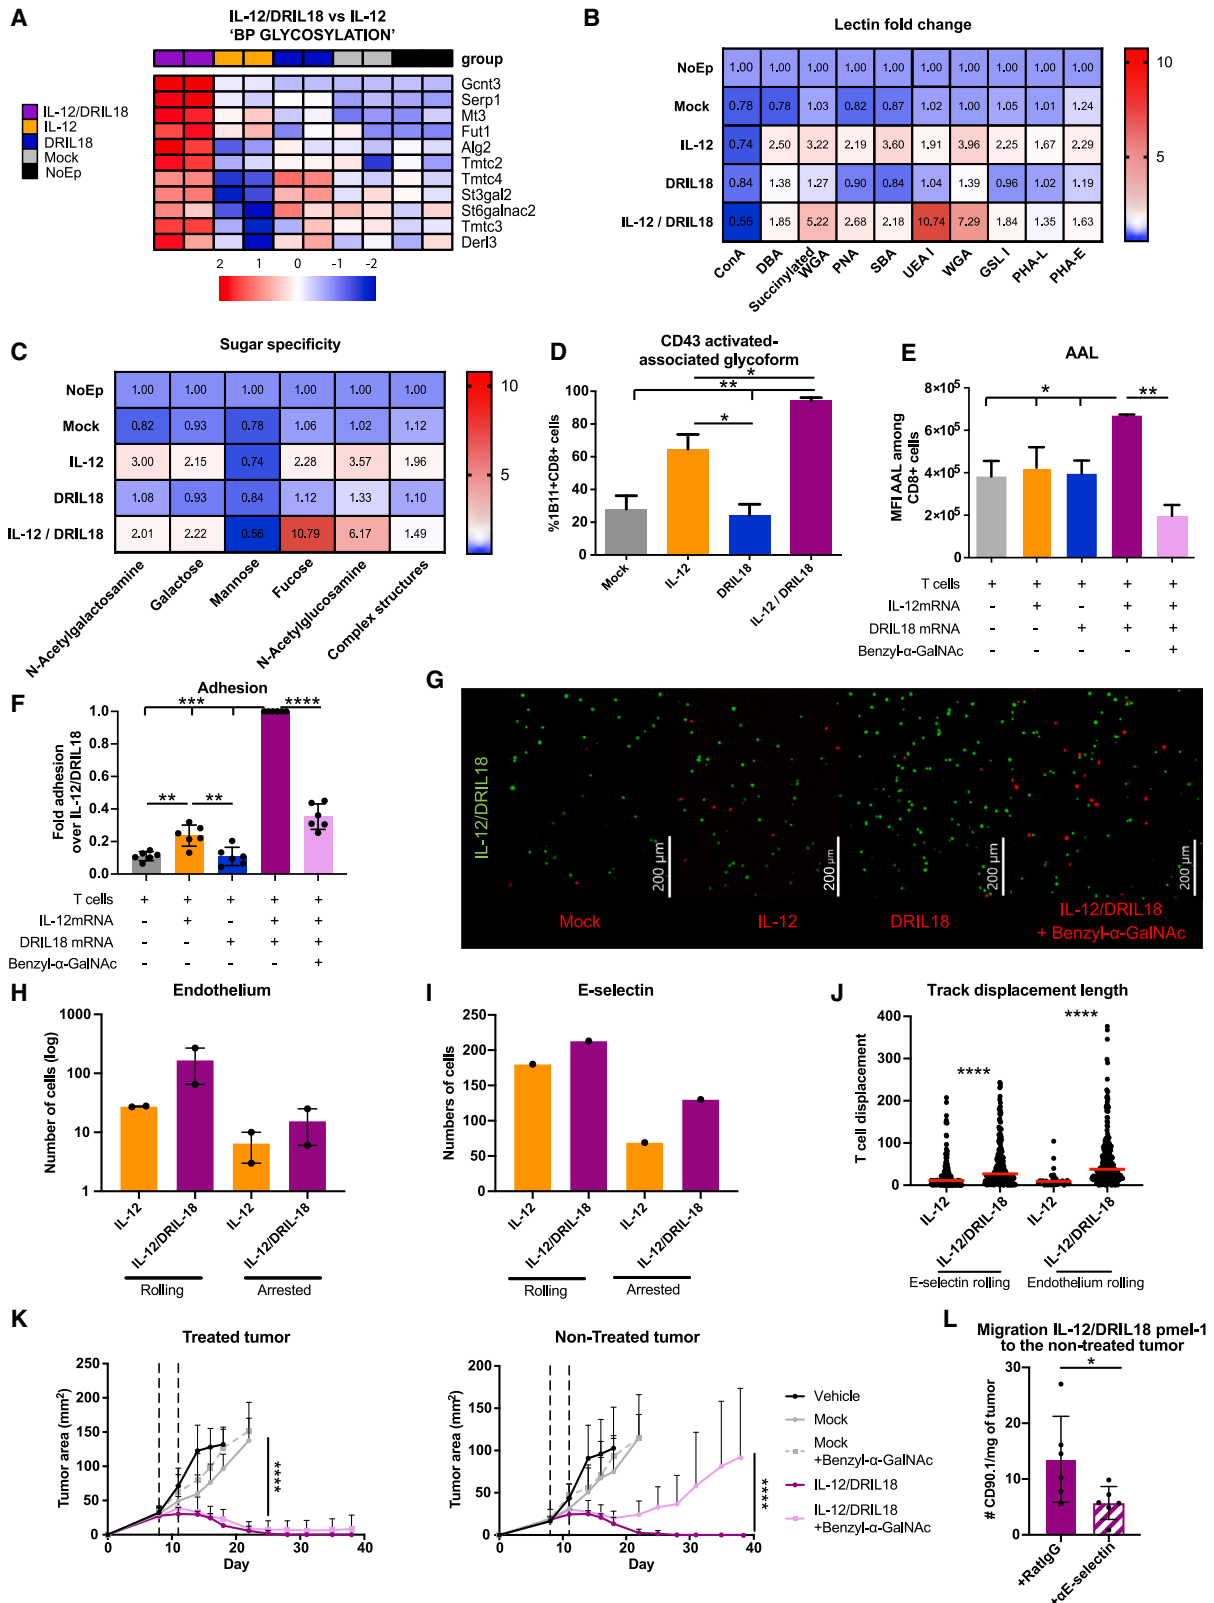 A
IL-12/DRIL18 vs IL-12
‘BP GLYCOSYLATION’
group
IL-12/DRIL18
IL-12
DRIL18
Mock
NoEp
Gcnt3
Serp1
Mt3
Fut1
Alg2
Tmtc2
Tmtc4
St3gal2
St6galnac2
Tmtc3
Derl3
2 1 0 -1 -2
B
Lectin fold change
NoEp 1.00 1.00 1.00 1.00 1.00 1.00 1.00 1.00 1.00 1.00
Mock 0.78 0.78 1.03 0.82 0.87 1.02 1.00 1.05 1.01 1.24
IL-12 0.74 2.50 3.22 2.19 3.60 1.91 3.96 2.25 1.67 2.29
DRIL18 0.84 1.38 1.27 0.90 0.84 1.04 1.39 0.96 1.02 1.19
IL-12 / DRIL18 0.56 1.85 5.22 2.68 2.18 10.74 7.29 1.84 1.35 1.63
ConA DBA Succinylated WGA PNA SBA UEA I WGA GSL I PHA-L PHA-E
10
5
C
Sugar specificity
NoEp 1.00 1.00 1.00 1.00 1.00 1.00
Mock 0.82 0.93 0.78 1.06 1.02 1.12
IL-12 3.00 2.15 0.74 2.28 3.57 1.96
DRIL18 1.08 0.93 0.84 1.12 1.33 1.10
IL-12 / DRIL18 2.01 2.22 0.56 10.79 6.17 1.49
N-Acetylgalactosamine Galactose Mannose Fucose N-Acetylglucosamine Complex structures
10
5
D
CD43 activated-
associated glycoform
%1B11+CD8+ cells
100
80
60
40
20
0
*
**
*
Mock IL-12 DRIL18 IL-12 / DRIL18
E
AAL
MFI AAL among
CD8+ cells
8×10⁵
6×10⁵
4×10⁵
2×10⁵
0
* **
T cells + + + + +
IL-12mRNA - + - + +
DRIL18 mRNA - - + + +
Benzyl-α-GalNAc - - - - +
F
Adhesion
Fold adhesion
over IL-12/DRIL18
1.0
0.8
0.6
0.4
0.2
0.0
*** ****
** **
T cells + + + + +
IL-12mRNA - + - + +
DRIL18 mRNA - - + + +
Benzyl-α-GalNAc - - - - +
G
IL-12/DRIL18
200 µm 200 µm 200 µm 200 µm
Mock IL-12 DRIL18 IL-12/DRIL18
+ Benzyl-α-GalNAc
H
Endothelium
Number of cells (log)
1000
100
10
1
IL-12 IL-12/DRIL-18 IL-12 IL-12/DRIL-18
Rolling Arrested
I
E-selectin
Numbers of cells
250
200
150
100
50
0
IL-12 IL-12/DRIL-18 IL-12 IL-12/DRIL-18
Rolling Arrested
J
Track displacement length
T cell displacement
400
300
200
100
0
**** ****
IL-12 IL-12/DRIL-18 IL-12 IL-12/DRIL-18
E-selectin rolling Endothelium rolling
K
Treated tumor
Tumor area (mm²)
250
200
150
100
50
0
0 10 20 30 40
Day
****
Non-Treated tumor
Tumor area (mm²)
200
150
100
50
0
0 10 20 30 40
Day
****
Vehicle
Mock
Mock
+Benzyl-α-GalNAc
IL-12/DRIL18
IL-12/DRIL18
+Benzyl-α-GalNAc
L
Migration IL-12/DRIL18 pmel-1
to the non-treated tumor
# CD90.1/mg of tumor
30
20
10
0
*
+RatIgG +αE-selectin